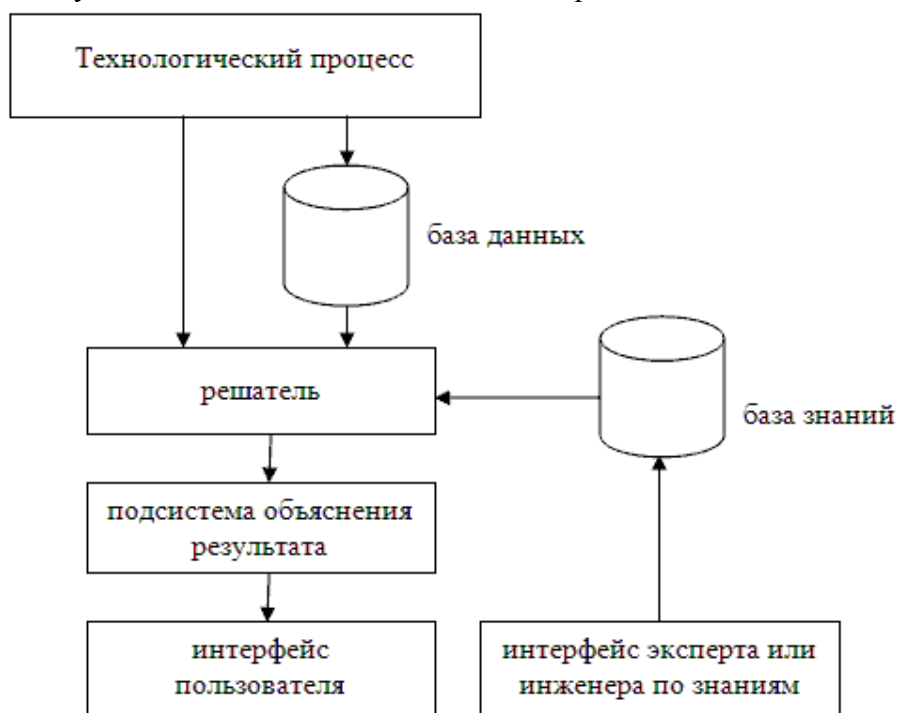 Технологический процесс
база данных
решатель
база знаний
подсистема объяснения
результата
интерфейс
пользователя
интерфейс эксперта или
инженера по знаниям